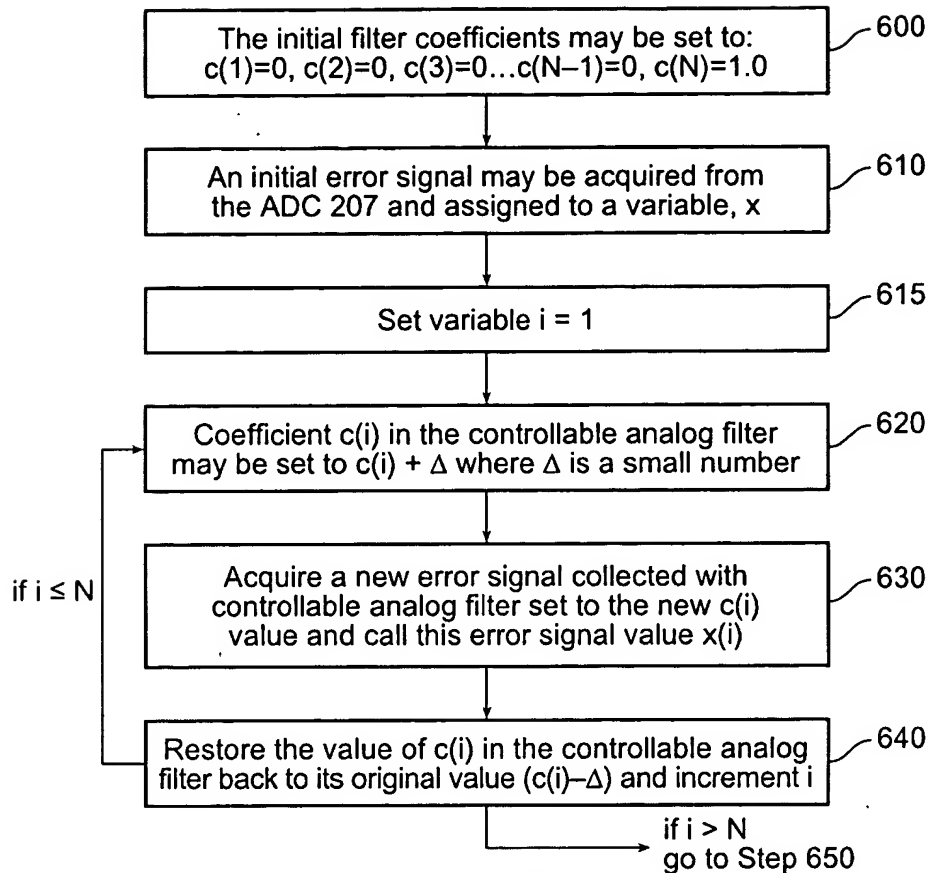 The initial filter coefficients may be set to:
c(1)=0, c(2)=0, c(3)=0...c(N–1)=0, c(N)=1.0
600
An initial error signal may be acquired from
the ADC 207 and assigned to a variable, x
610
Set variable i = 1
615
Coefficient c(i) in the controllable analog filter
may be set to c(i) + Δ where Δ is a small number
620
if i ≤ N
Acquire a new error signal collected with
controllable analog filter set to the new c(i)
value and call this error signal value x(i)
630
Restore the value of c(i) in the controllable analog
filter back to its original value (c(i)–Δ) and increment i
640
if i > N
go to Step 650